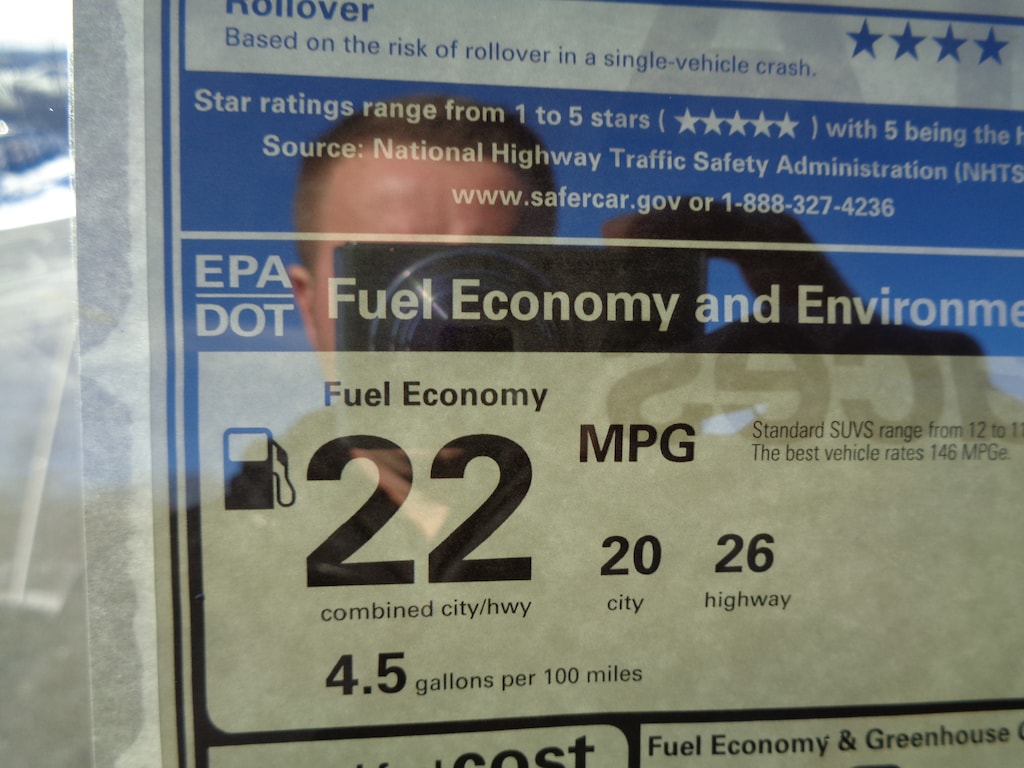 Rollover
Based on the risk of rollover in a single-vehicle crash.
★★★★
Star ratings range from 1 to 5 stars (★★★★★) with 5 being the
Source: National Highway Traffic Safety Administration (NHTS
www.safercar.gov or 1-888-327-4236
EPA
DOT
Fuel Economy and Environme
Fuel Economy
22
MPG
Standard SUVS range from 12 to
The best vehicle rates 146 MPGe.
20
city
26
highway
combined city/hwy
4.5 gallons per 100 miles
cost
Fuel Economy & Greenhouse